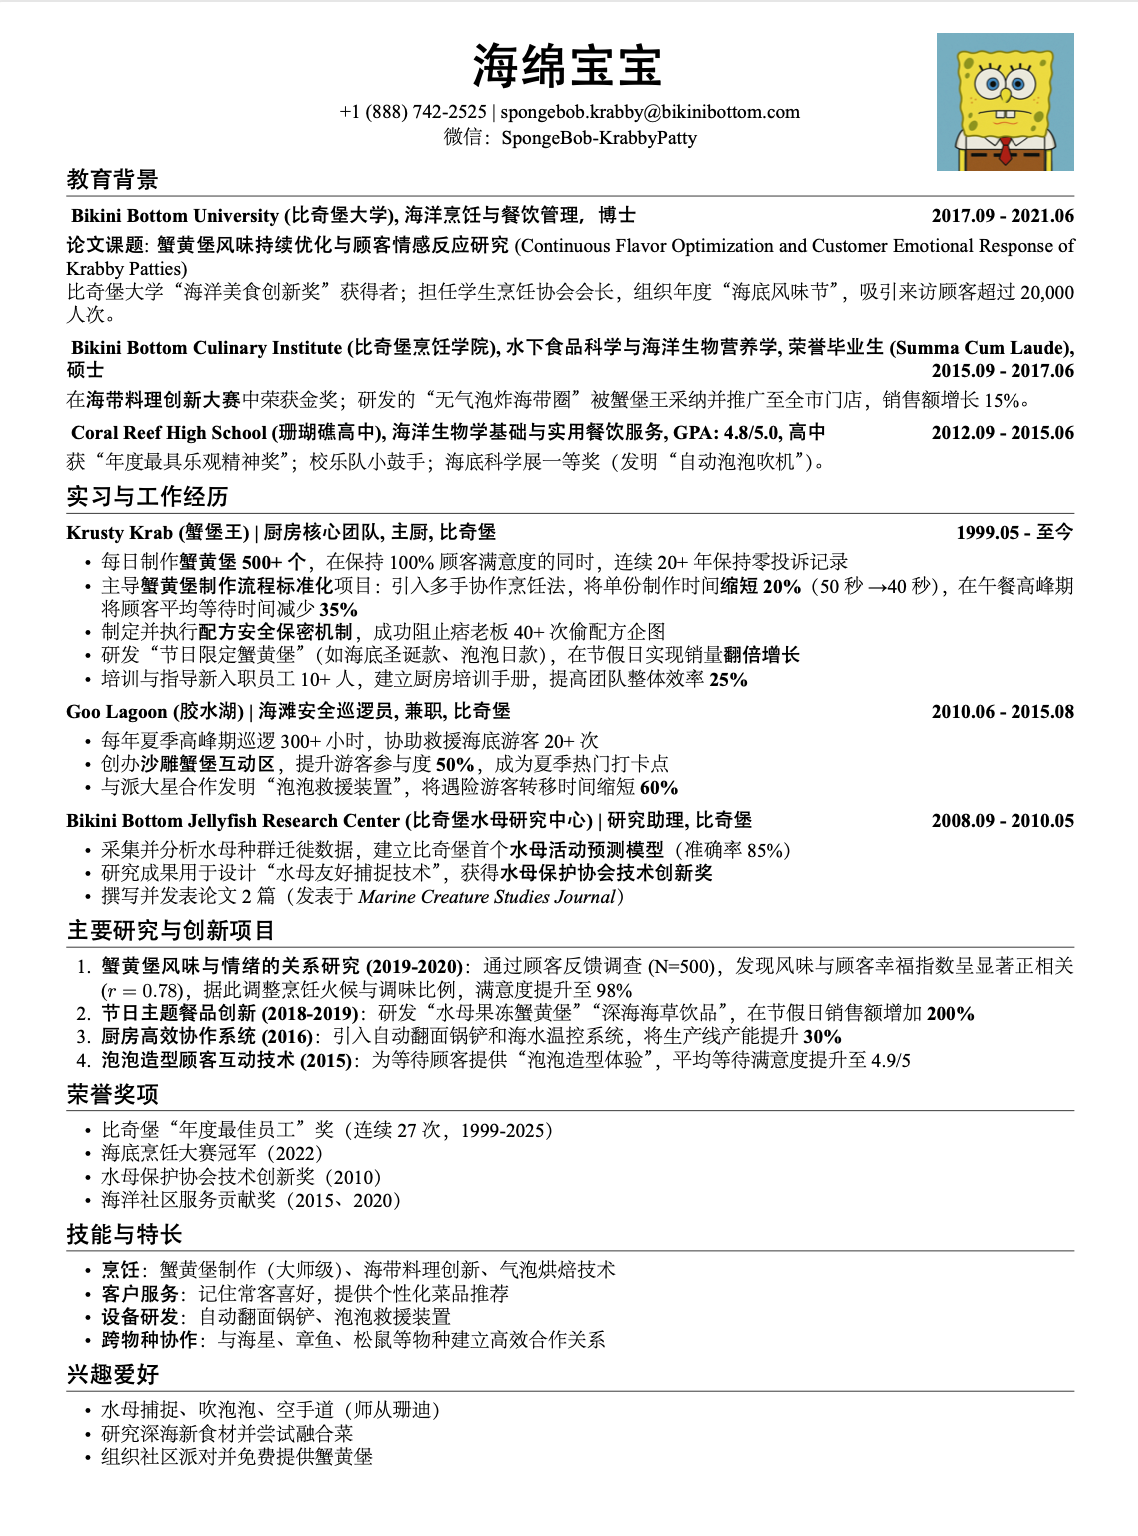 海绵宝宝
+1 (888) 742-2525 | spongebob.krabby@bikinibottom.com
微信：SpongeBob-KrabbyPatty
教育背景
Bikini Bottom University (比奇堡大学), 海洋烹饪与餐饮管理，博士 2017.09 - 2021.06
论文课题: 蟹黄堡风味持续优化与顾客情感反应研究 (Continuous Flavor Optimization and Customer Emotional Response of
Krabby Patties)
比奇堡大学“海洋美食创新奖”获得者；担任学生烹饪协会会长，组织年度“海底风味节”，吸引来访顾客超过 20,000
人次。
Bikini Bottom Culinary Institute (比奇堡烹饪学院), 水下食品科学与海洋生物营养学, 荣誉毕业生 (Summa Cum Laude),
硕士 2015.09 - 2017.06
在海带料理创新大赛中荣获金奖；研发的“无气泡炸海带圈”被蟹堡王采纳并推广至全市门店，销售额增长 15%。
Coral Reef High School (珊瑚礁高中), 海洋生物学基础与实用餐饮服务, GPA: 4.8/5.0, 高中 2012.09 - 2015.06
获“年度最具乐观精神奖”；校乐队小鼓手；海底科学展一等奖（发明“自动泡泡吹机”）。
实习与工作经历
Krusty Krab (蟹堡王) | 厨房核心团队, 主厨, 比奇堡 1999.05 - 至今
• 每日制作蟹黄堡 500+ 个，在保持 100% 顾客满意度的同时，连续 20+ 年保持零投诉记录
• 主导蟹黄堡制作流程标准化项目：引入多手协作烹饪法，将单份制作时间缩短 20%（50 秒 →40 秒），在午餐高峰期
将顾客平均等待时间减少 35%
• 制定并执行配方安全保密机制，成功阻止痞老板 40+ 次偷配方企图
• 研发“节日限定蟹黄堡”（如海底圣诞款、泡泡日款），在节假日实现销量翻倍增长
• 培训与指导新入职员工 10+ 人，建立厨房培训手册，提高团队整体效率 25%
Goo Lagoon (胶水湖) | 海滩安全巡逻员, 兼职, 比奇堡 2010.06 - 2015.08
• 每年夏季高峰期巡逻 300+ 小时，协助救援海底游客 20+ 次
• 创办沙雕蟹堡互动区，提升游客参与度 50%，成为夏季热门打卡点
• 与派大星合作发明“泡泡救援装置”，将遇险游客转移时间缩短 60%
Bikini Bottom Jellyfish Research Center (比奇堡水母研究中心) | 研究助理, 比奇堡 2008.09 - 2010.05
• 采集并分析水母种群迁徙数据，建立比奇堡首个水母活动预测模型（准确率 85%）
• 研究成果用于设计“水母友好捕捉技术”，获得水母保护协会技术创新奖
• 撰写并发表论文 2 篇（发表于 Marine Creature Studies Journal）
主要研究与创新项目
1. 蟹黄堡风味与情绪的关系研究 (2019-2020)：通过顾客反馈调查 (N=500)，发现风味与顾客幸福指数呈显著正相关
(r = 0.78)，据此调整烹饪火候与调味比例，满意度提升至 98%
2. 节日主题餐品创新 (2018-2019)：研发“水母果冻蟹黄堡”“深海海草饮品”，在节假日销售额增加 200%
3. 厨房高效协作系统 (2016)：引入自动翻面锅铲和海水温控系统，将生产线产能提升 30%
4. 泡泡造型顾客互动技术 (2015)：为等待顾客提供“泡泡造型体验”，平均等待满意度提升至 4.9/5
荣誉奖项
• 比奇堡“年度最佳员工”奖（连续 27 次，1999-2025）
• 海底烹饪大赛冠军（2022）
• 水母保护协会技术创新奖（2010）
• 海洋社区服务贡献奖（2015、2020）
技能与特长
• 烹饪：蟹黄堡制作（大师级）、海带料理创新、气泡烘焙技术
• 客户服务：记住常客喜好，提供个性化菜品推荐
• 设备研发：自动翻面锅铲、泡泡救援装置
• 跨物种协作：与海星、章鱼、松鼠等物种建立高效合作关系
兴趣爱好
• 水母捕捉、吹泡泡、空手道（师从珊迪）
• 研究深海新食材并尝试融合菜
• 组织社区派对并免费提供蟹黄堡